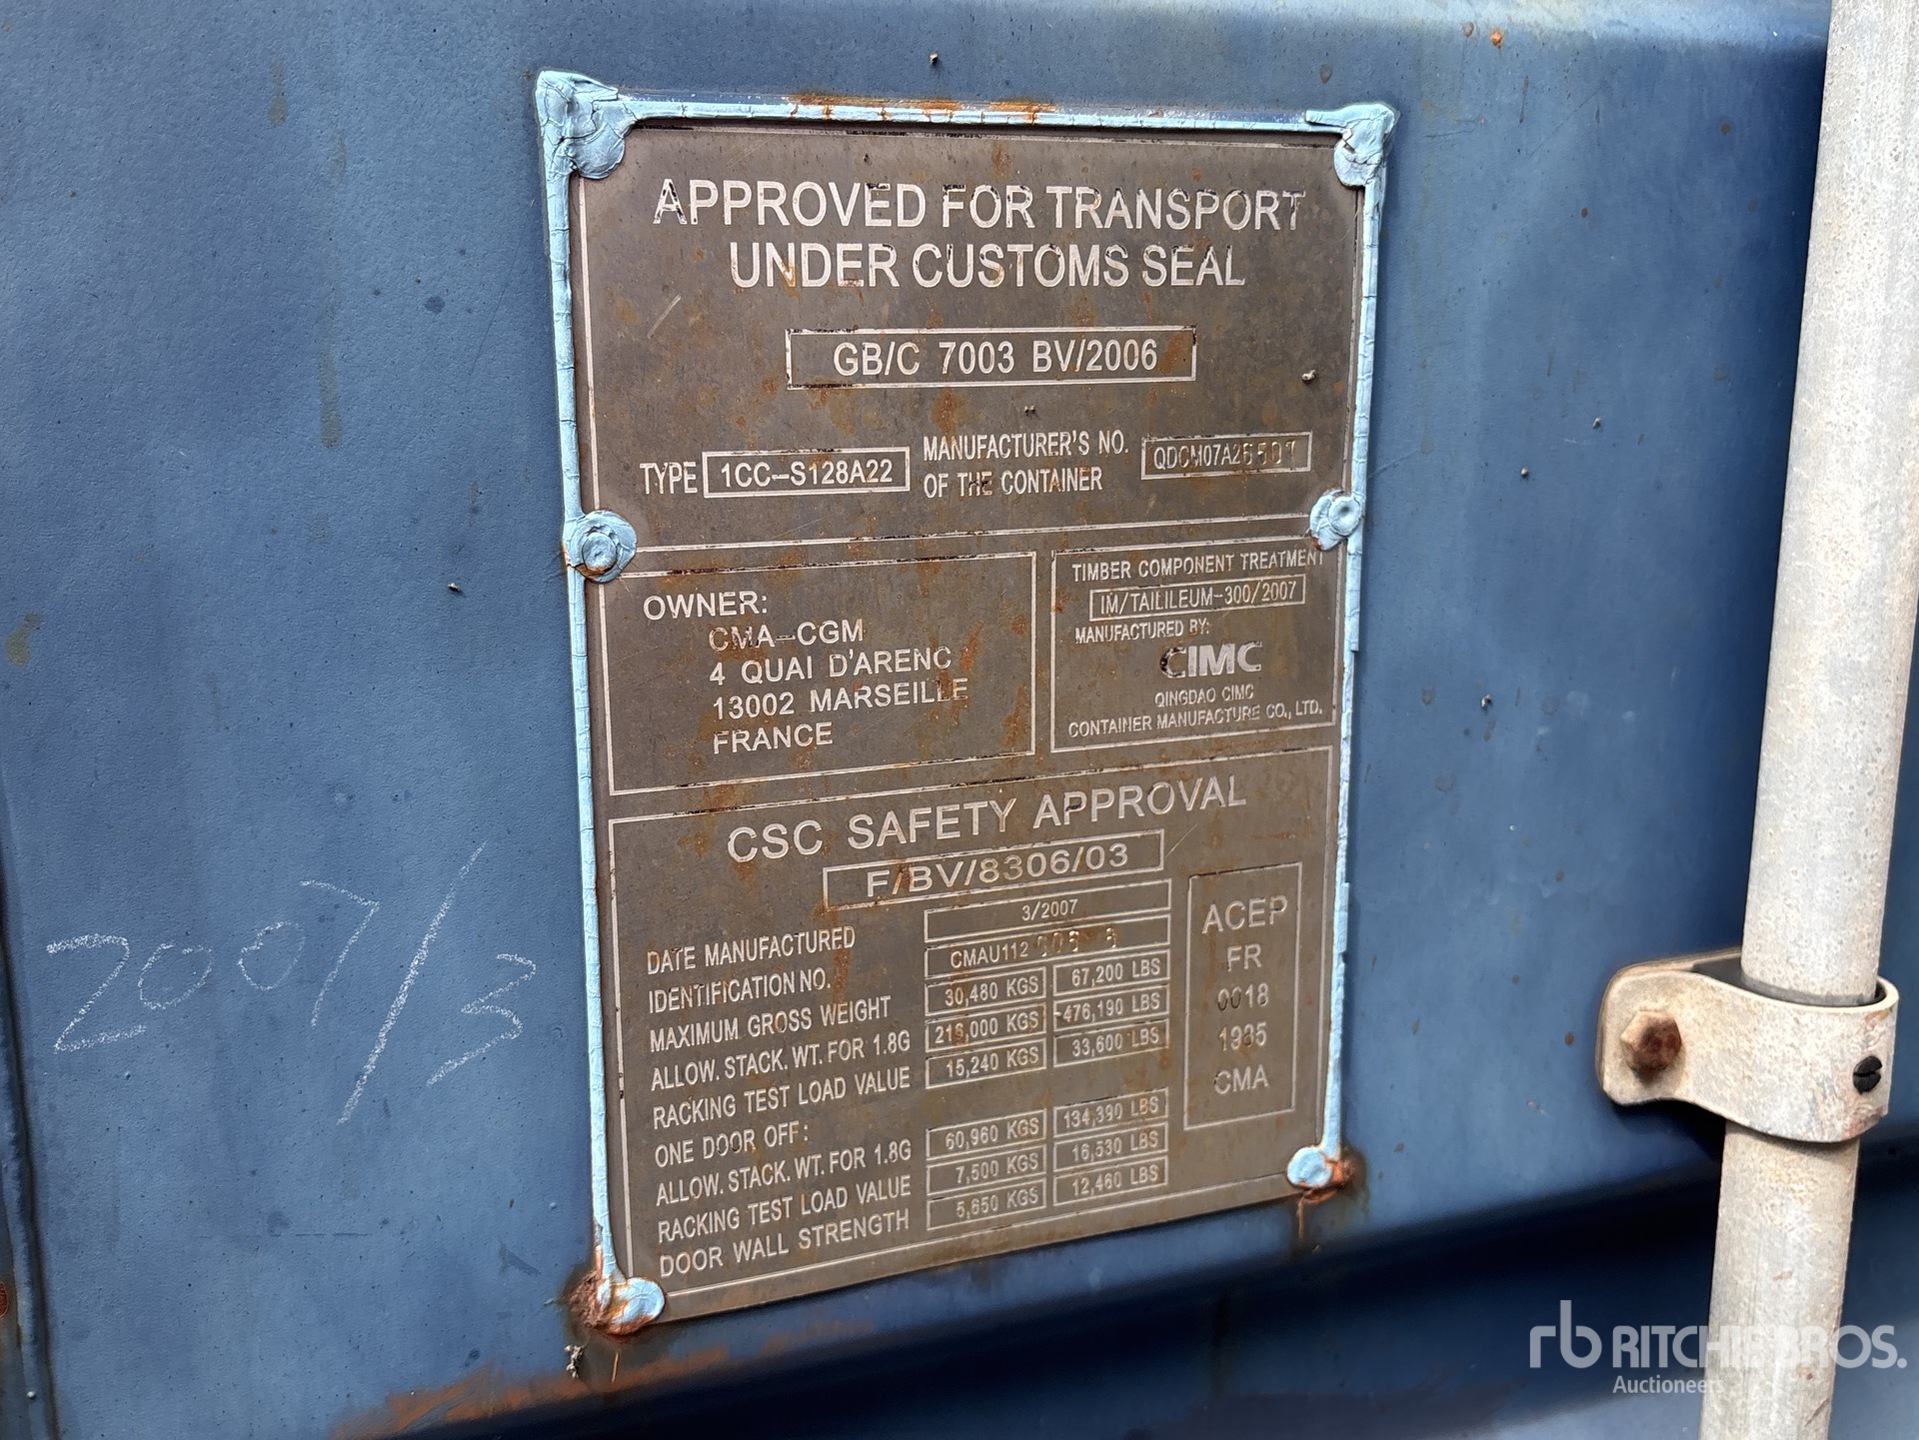 APPROVED FOR TRANSPORT
UNDER CUSTOMS SEAL
GB/C 7003 BV/2006
TYPE 1CC-S128A22
MANUFACTURER'S NO.
OF THE CONTAINER
OWNER:
CMA-CGM
4 QUAI D'ARENC
13002 MARSEILLE
FRANCE
TIMBER COMPONENT TREATMENT
IM/TAILILEUM-300/2007
MANUFACTURED BY:
CIMC
QINGDAO CIMC
CONTAINER MANUFACTURE CO., LTD.
CSC SAFETY APPROVAL
F/BV/8306/03
DATE MANUFACTURED 3/2007
IDENTIFICATION NO.
MAXIMUM GROSS WEIGHT 30,480 KGS 67,200 LBS
ALLOW. STACK. WT. FOR 1.8G 216,000 KGS 476,190 LBS
RACKING TEST LOAD VALUE 15,240 KGS 33,600 LBS
ONE DOOR OFF:
ALLOW. STACK. WT. FOR 1.8G 60,960 KGS 134,390 LBS
RACKING TEST LOAD VALUE 7,500 KGS 16,530 LBS
DOOR WALL STRENGTH 5,650 KGS 12,460 LBS
ACEP
FR
0018
1995
CMA
2007/3
rb RITCHIE BROS.
Auctioneers